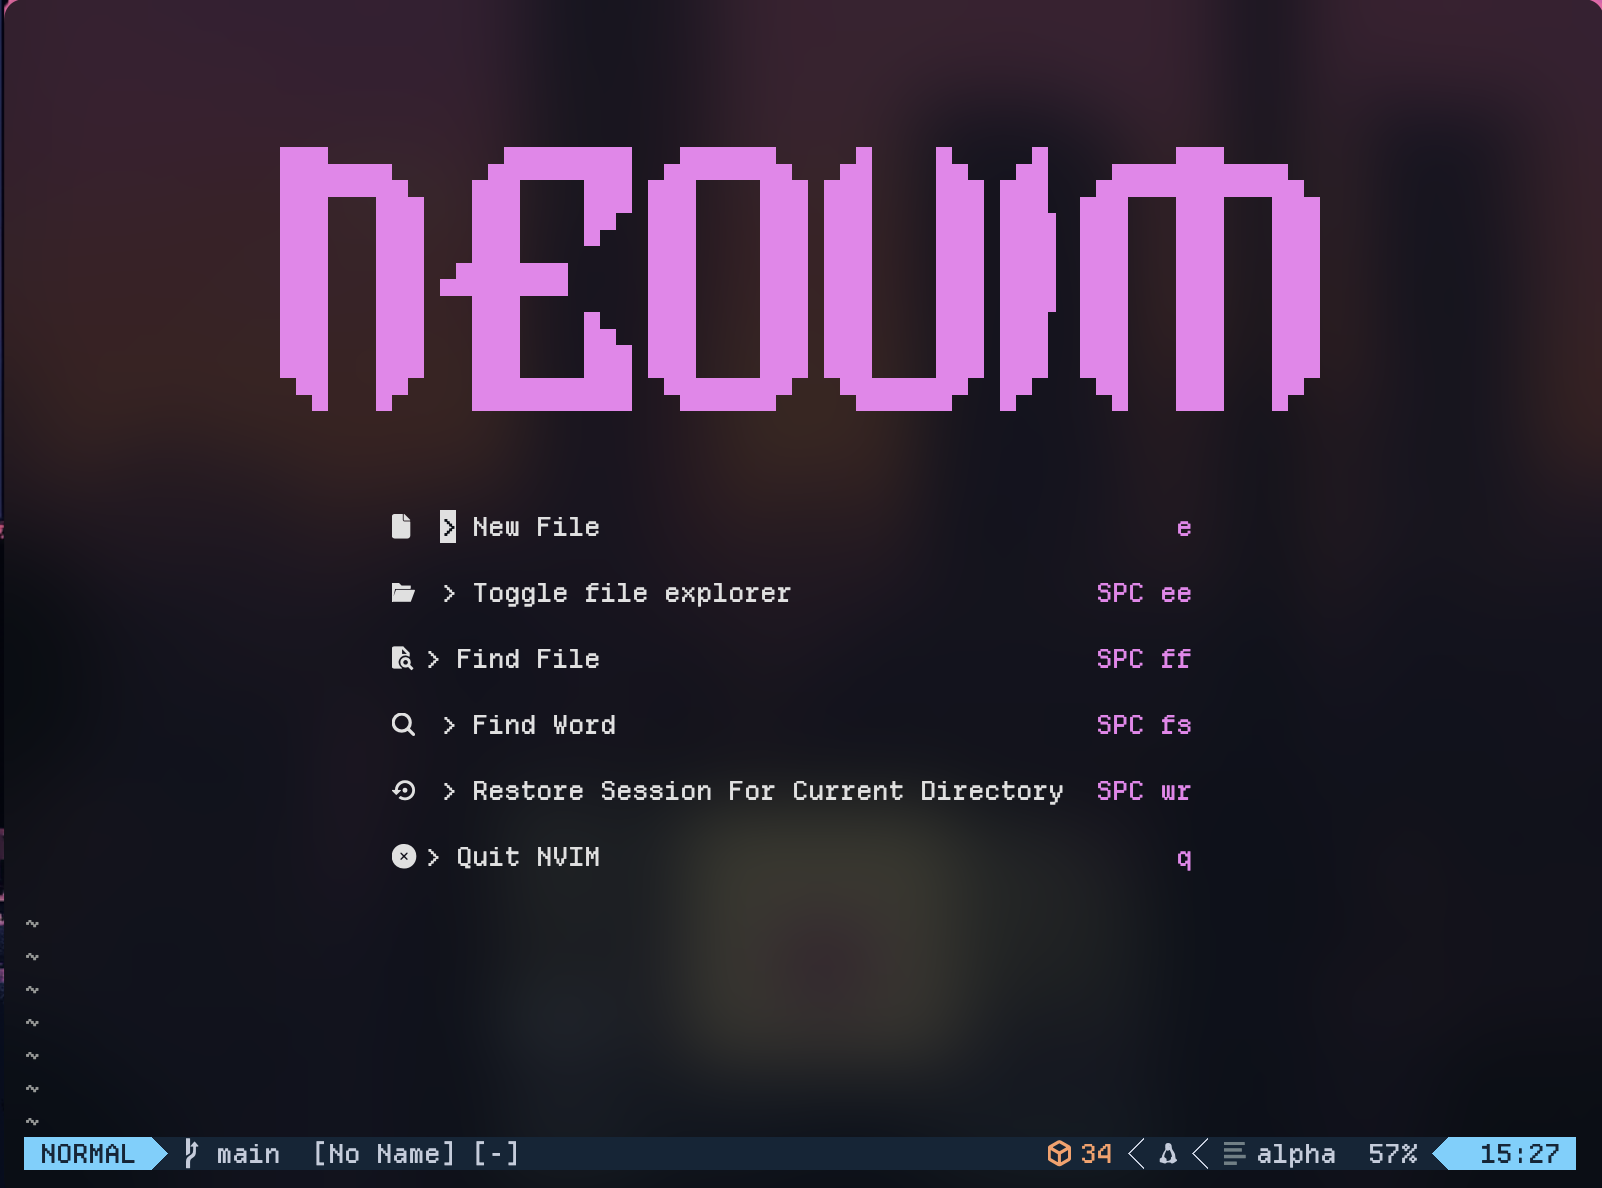 NEOVIM
> New File e
> Toggle file explorer SPC ee
> Find File SPC ff
> Find Word SPC fs
> Restore Session For Current Directory SPC wr
> Quit NVIM q
~
~
~
~
~
~
~
NORMAL main [No Name] [-] 34 alpha 57% 15:27